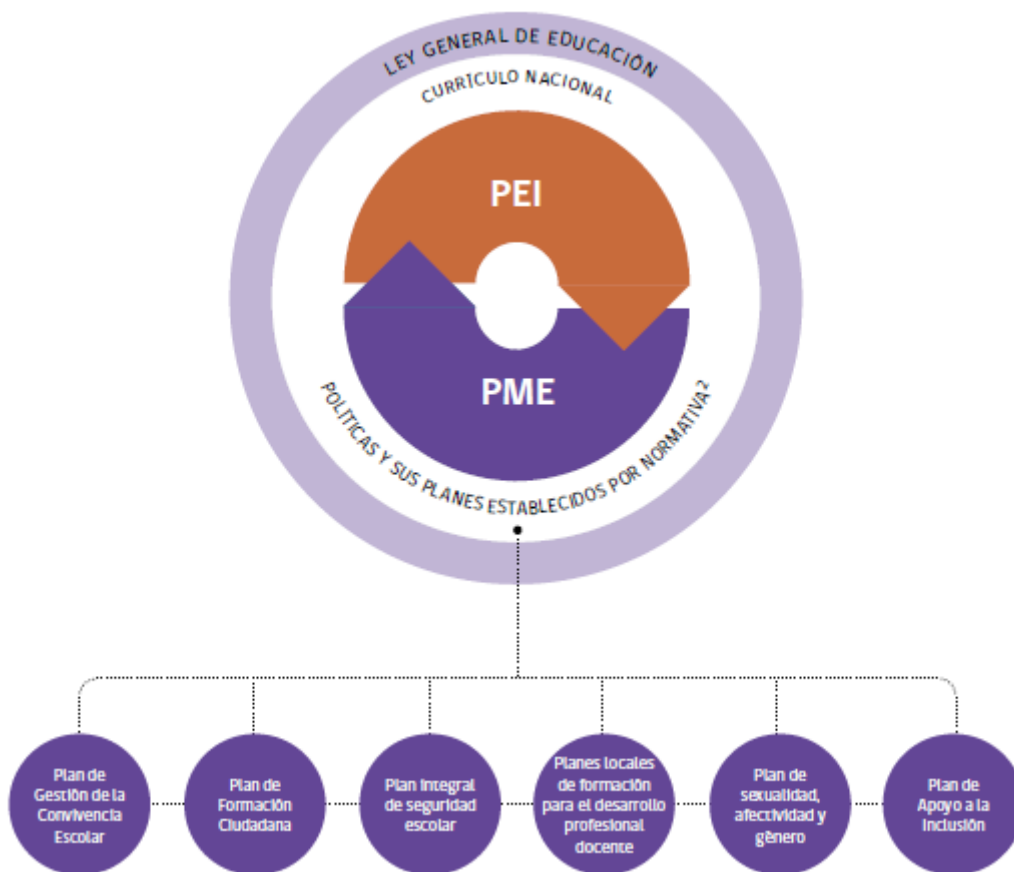 LEY GENERAL DE EDUCACIÓN
CURRÍCULO NACIONAL
PEI
PME
POLÍTICAS Y SUS PLANES ESTABLECIDOS POR NORMATIVA²
Plan de
Gestión de la
Convivencia
Escolar
Plan de
Formación
Ciudadana
Plan integral
de seguridad
escolar
Planes locales
de formación
para el desarrollo
profesional
docente
Plan de
sexualidad,
afectividad y
género
Plan de
Apoyo a la
Inclusión